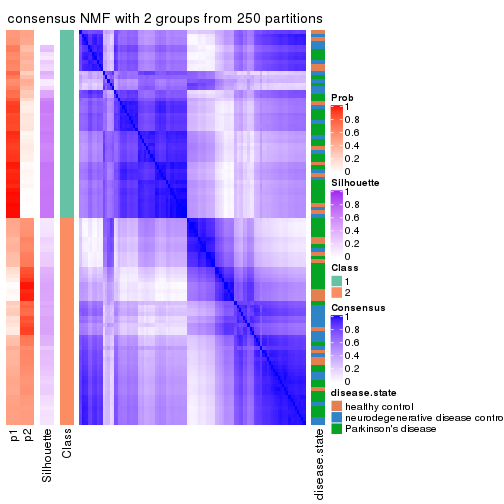 consensus NMF with 2 groups from 250 partitions
Prob
1
0.8
0.6
0.4
0.2
0
Silhouette
1
0.8
0.6
0.4
0.2
0
Class
1
2
Consensus
1
0.8
0.6
0.4
0.2
0
disease.state
healthy control
neurodegenerative disease contro
Parkinson's disease
p1
p2
Silhouette
Class
disease.state